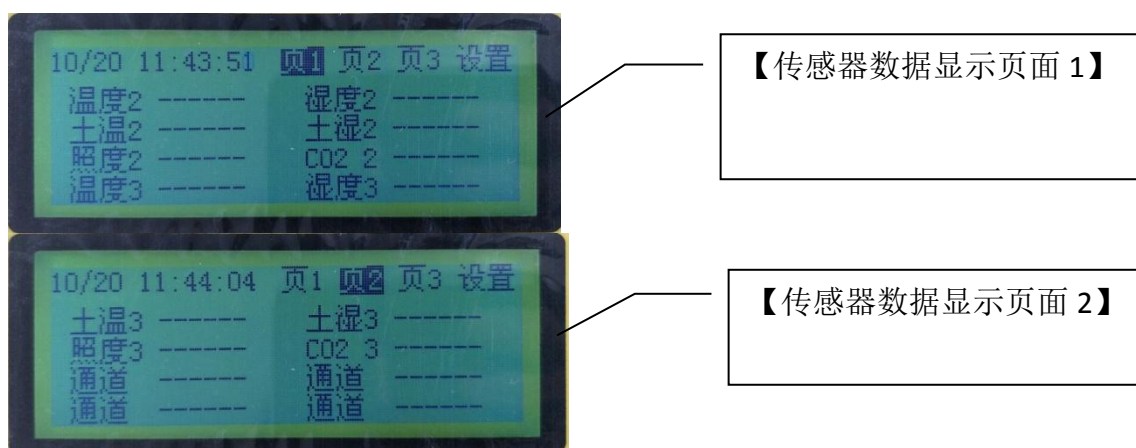 10/20 11:43:51 页1 页2 页3 设置
温度2 ------ 湿度2 ------
土温2 ------ 土湿2 ------
照度2 ------ CO2 2 ------
温度3 ------ 湿度3 ------
【传感器数据显示页面 1】
10/20 11:44:04 页1 页2 页3 设置
土温3 ------ 土湿3 ------
照度3 ------ CO2 3 ------
通道 ------ 通道 ------
通道 ------ 通道 ------
【传感器数据显示页面 2】